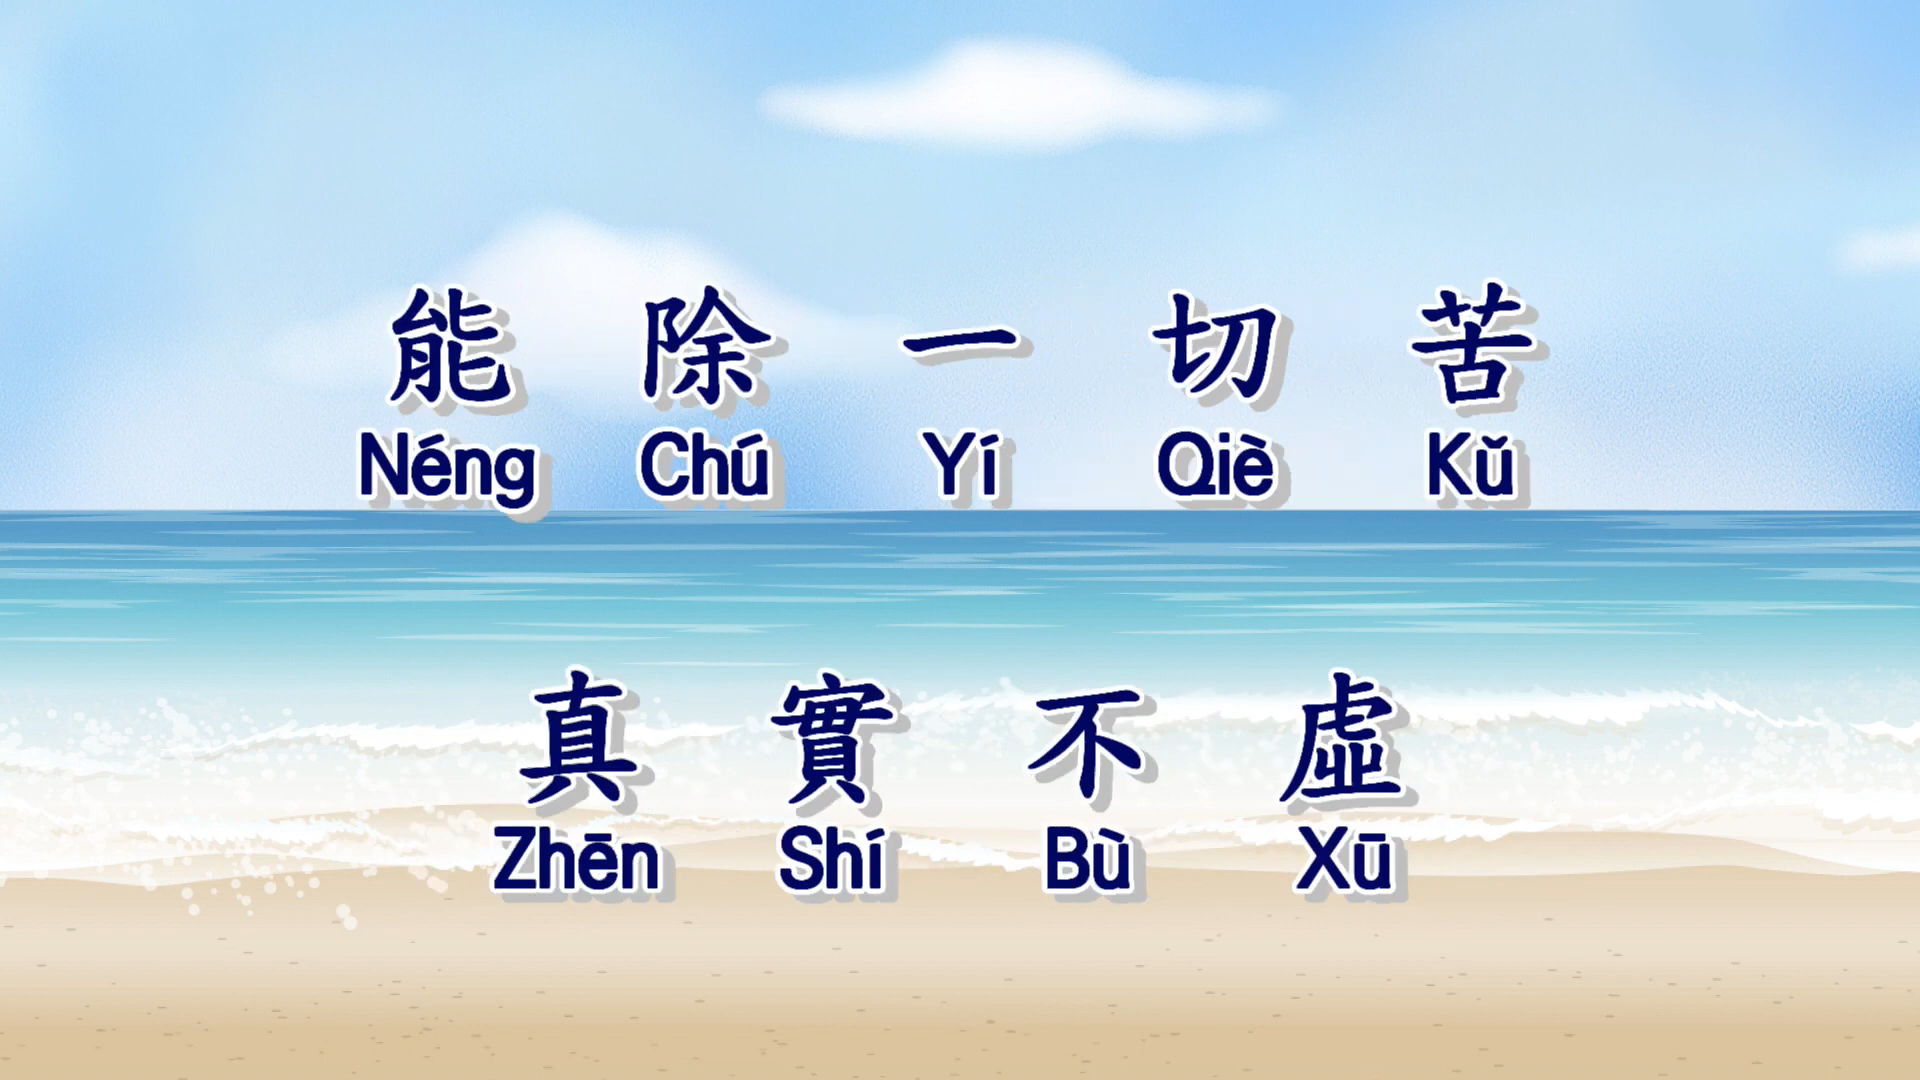 能 除 一 切 苦
Néng Chú Yí Qiè Kǔ
真 實 不 虛
Zhēn Shí Bù Xū